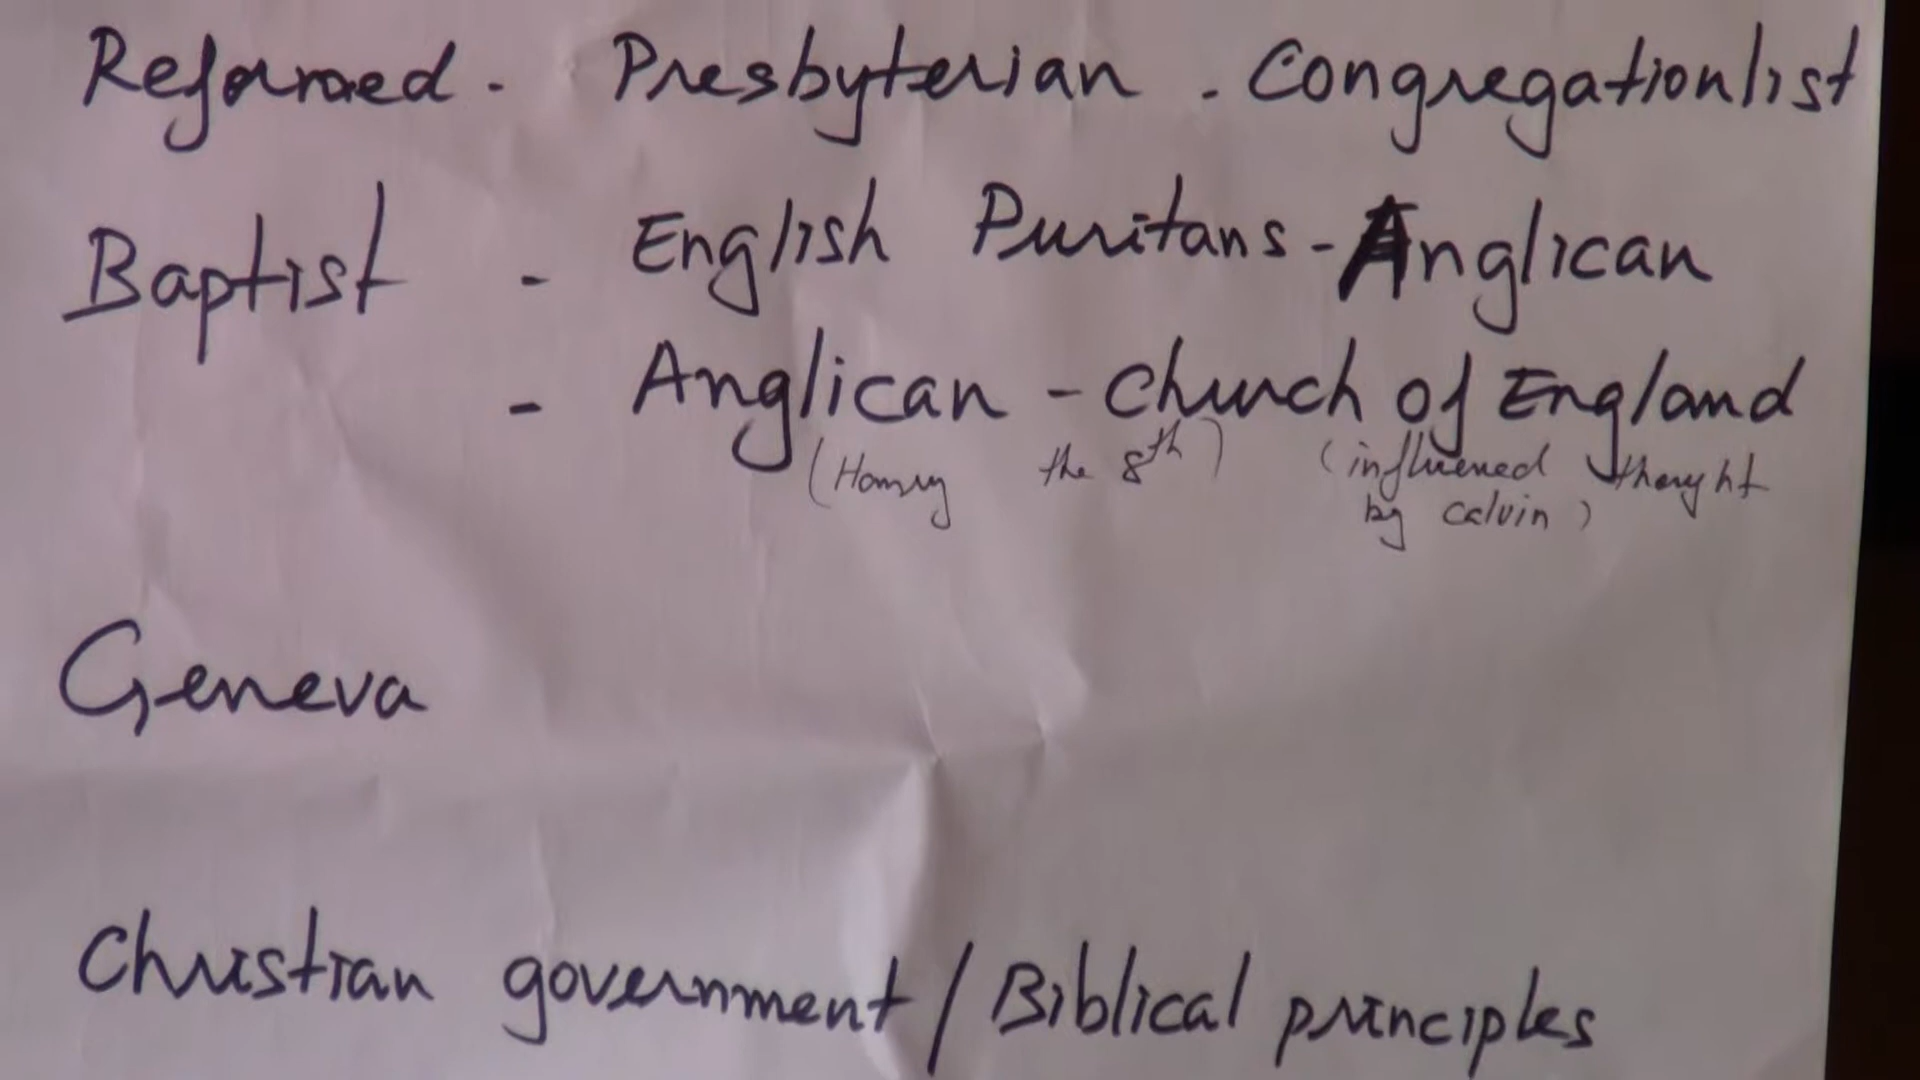 Reformed - Presbyterian - Congregationlist
Baptist - English Puritans - Anglican
- Anglican - Church of England
(Henry the 8th) (influened thought
by calvin)
Geneva
Christian government / Biblical principles